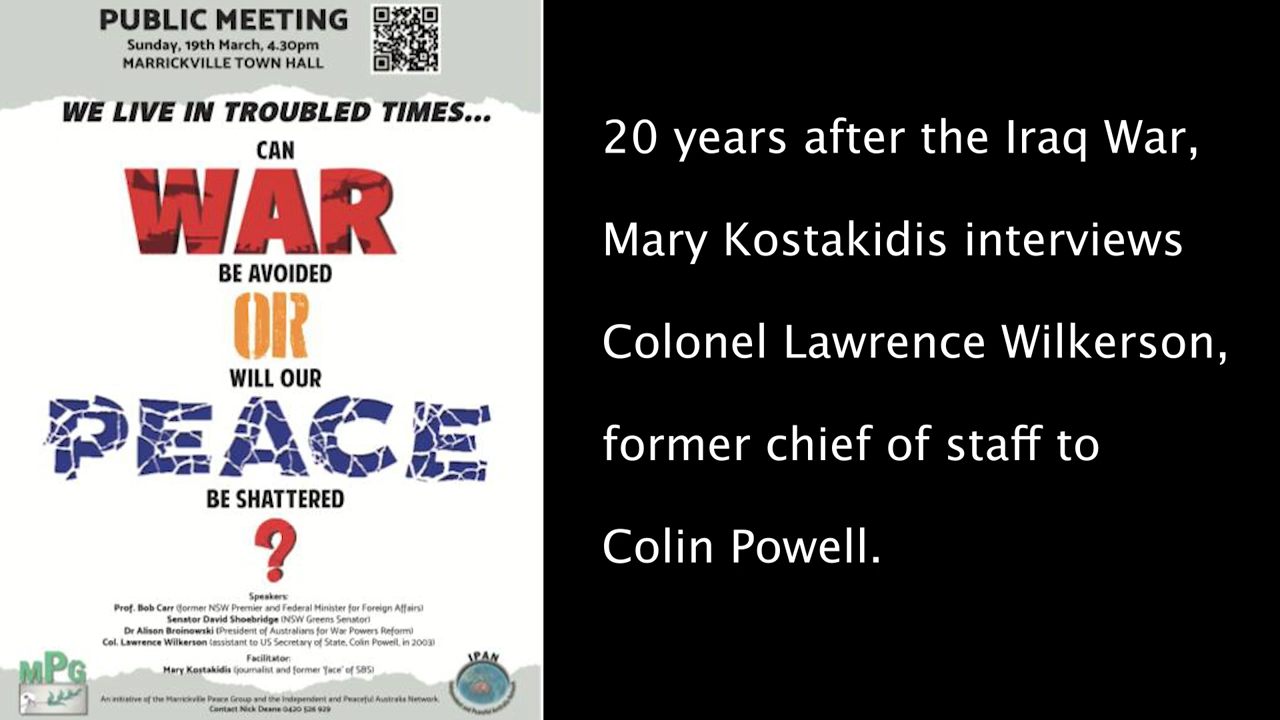 PUBLIC MEETING
Sunday, 19th March, 4.30pm
MARRICKVILLE TOWN HALL
WE LIVE IN TROUBLED TIMES...
CAN
WAR
BE AVOIDED
OR
WILL OUR
PEACE
BE SHATTERED
?
Speakers:
Prof. Bob Carr (former NSW Premier and Federal Minister for Foreign Affairs)
Senator David Shoebridge (NSW Greens Senator)
Dr Alison Broinowski (President of Australians for War Powers Reform)
Col. Lawrence Wilkerson (assistant to US Secretary of State, Colin Powell, in 2003)
Facilitator:
Mary Kostakidis (journalist and former 'face' of SBS)
MPG
IPAN
An initiative of the Marrickville Peace Group and the Independent and Peaceful Australia Network.
Contact Nick Deane 0420 526 929
20 years after the Iraq War,
Mary Kostakidis interviews
Colonel Lawrence Wilkerson,
former chief of staff to
Colin Powell.